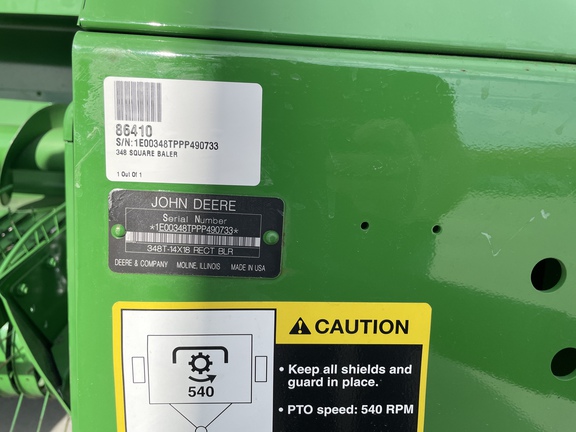 86410
S/N:1E00348TPPP490733
348 SQUARE BALER
1 Out Of 1
JOHN DEERE
Serial Number
*1E00348TPPP490733*
348T-14X18 RECT BLR
DEERE & COMPANY MOLINE, ILLINOIS MADE IN USA
CAUTION
• Keep all shields and
guard in place.
• PTO speed: 540 RPM
540